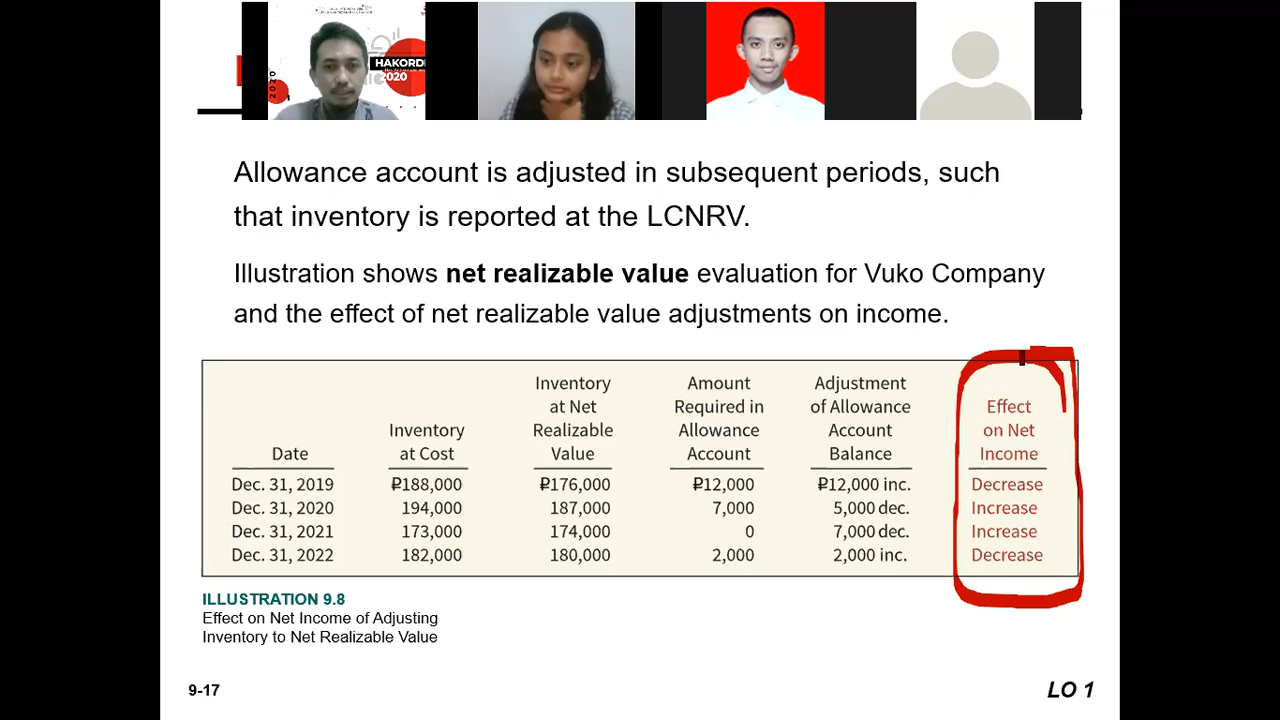 HAKORDI
2020
2020
Allowance account is adjusted in subsequent periods, such
that inventory is reported at the LCNRV.
Illustration shows net realizable value evaluation for Vuko Company
and the effect of net realizable value adjustments on income.
Date Inventory at Cost Inventory at Net Realizable Value Amount Required in Allowance Account Adjustment of Allowance Account Balance Effect on Net Income
Dec. 31, 2019 ₽188,000 ₽176,000 ₽12,000 ₽12,000 inc. Decrease
Dec. 31, 2020 194,000 187,000 7,000 5,000 dec. Increase
Dec. 31, 2021 173,000 174,000 0 7,000 dec. Increase
Dec. 31, 2022 182,000 180,000 2,000 2,000 inc. Decrease
ILLUSTRATION 9.8
Effect on Net Income of Adjusting
Inventory to Net Realizable Value
9-17
LO 1